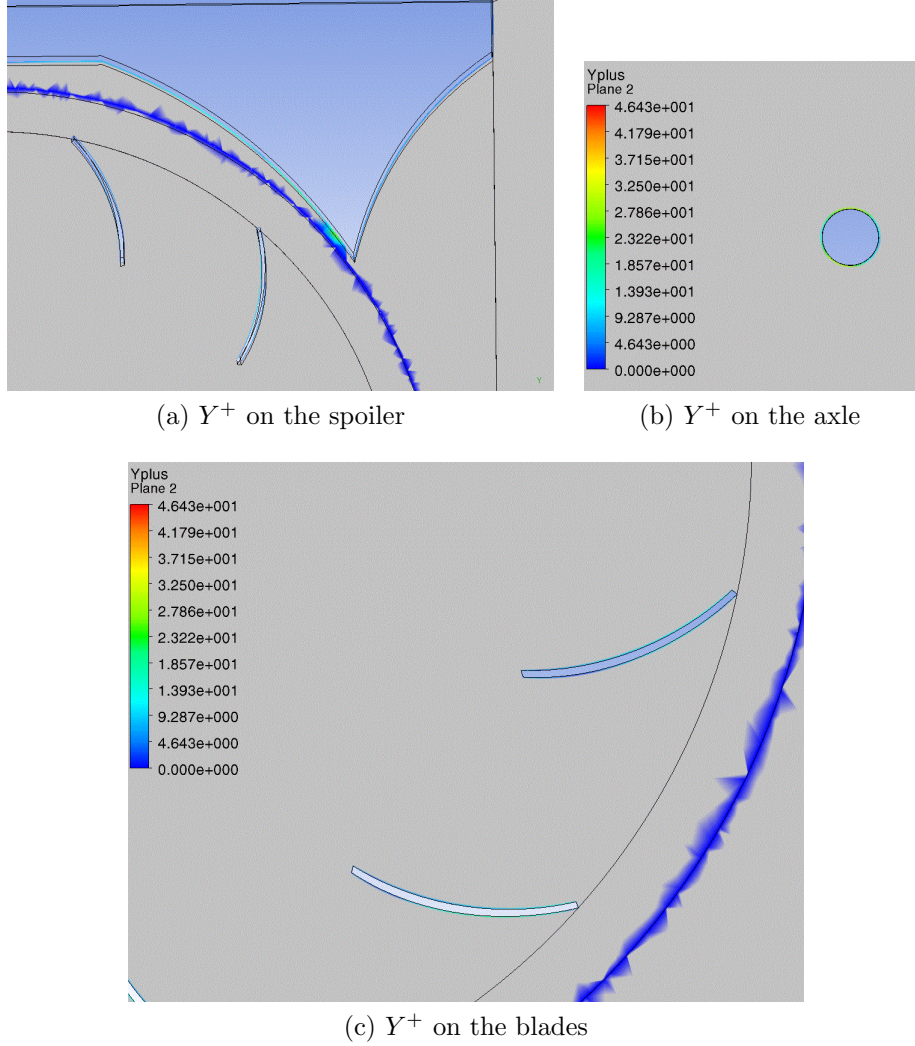 Y
(a) Y⁺ on the spoiler
Yplus
Plane 2
4.643e+001
4.179e+001
3.715e+001
3.250e+001
2.786e+001
2.322e+001
1.857e+001
1.393e+001
9.287e+000
4.643e+000
0.000e+000
(b) Y⁺ on the axle
Yplus
Plane 2
4.643e+001
4.179e+001
3.715e+001
3.250e+001
2.786e+001
2.322e+001
1.857e+001
1.393e+001
9.287e+000
4.643e+000
0.000e+000
(c) Y⁺ on the blades